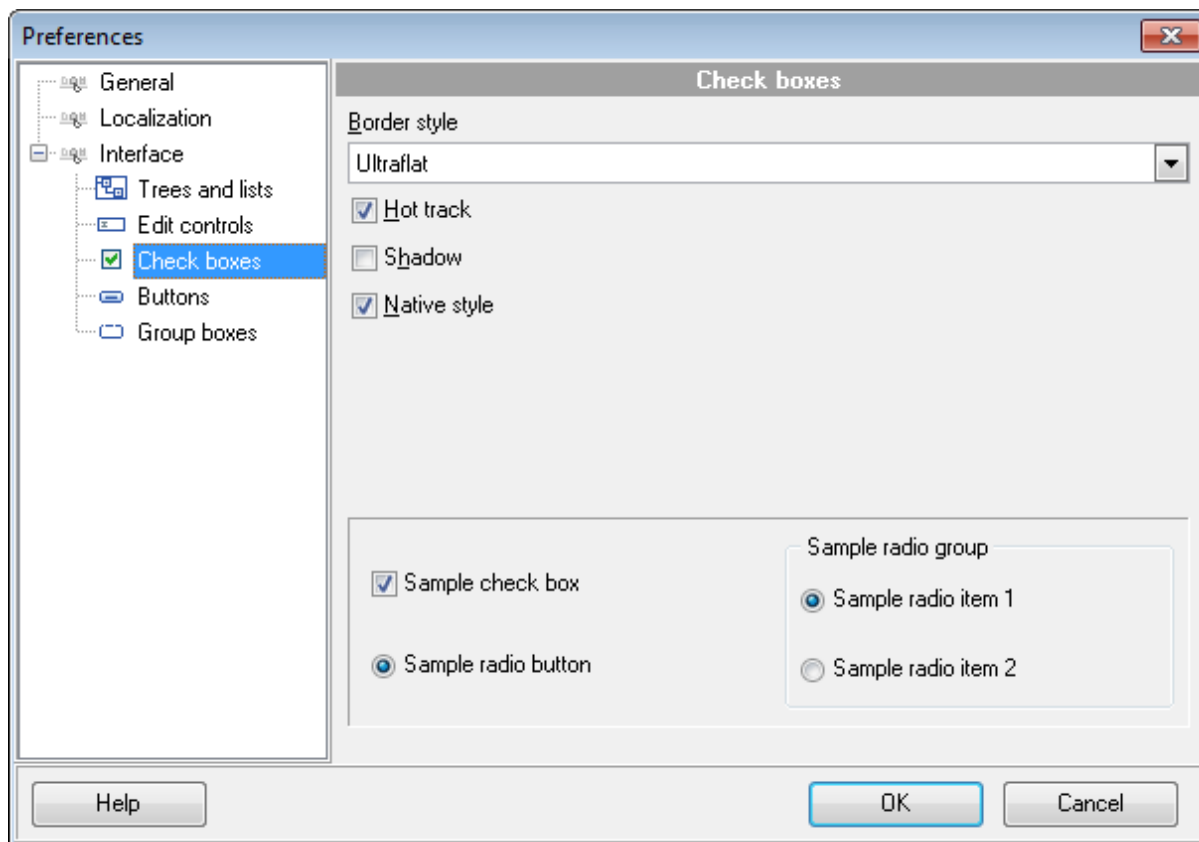 Preferences
General
Localization
Interface
Trees and lists
Edit controls
Check boxes
Buttons
Group boxes
Check boxes
Border style
Ultraflat
Hot track
Shadow
Native style
Sample check box
Sample radio button
Sample radio group
Sample radio item 1
Sample radio item 2
Help
OK
Cancel